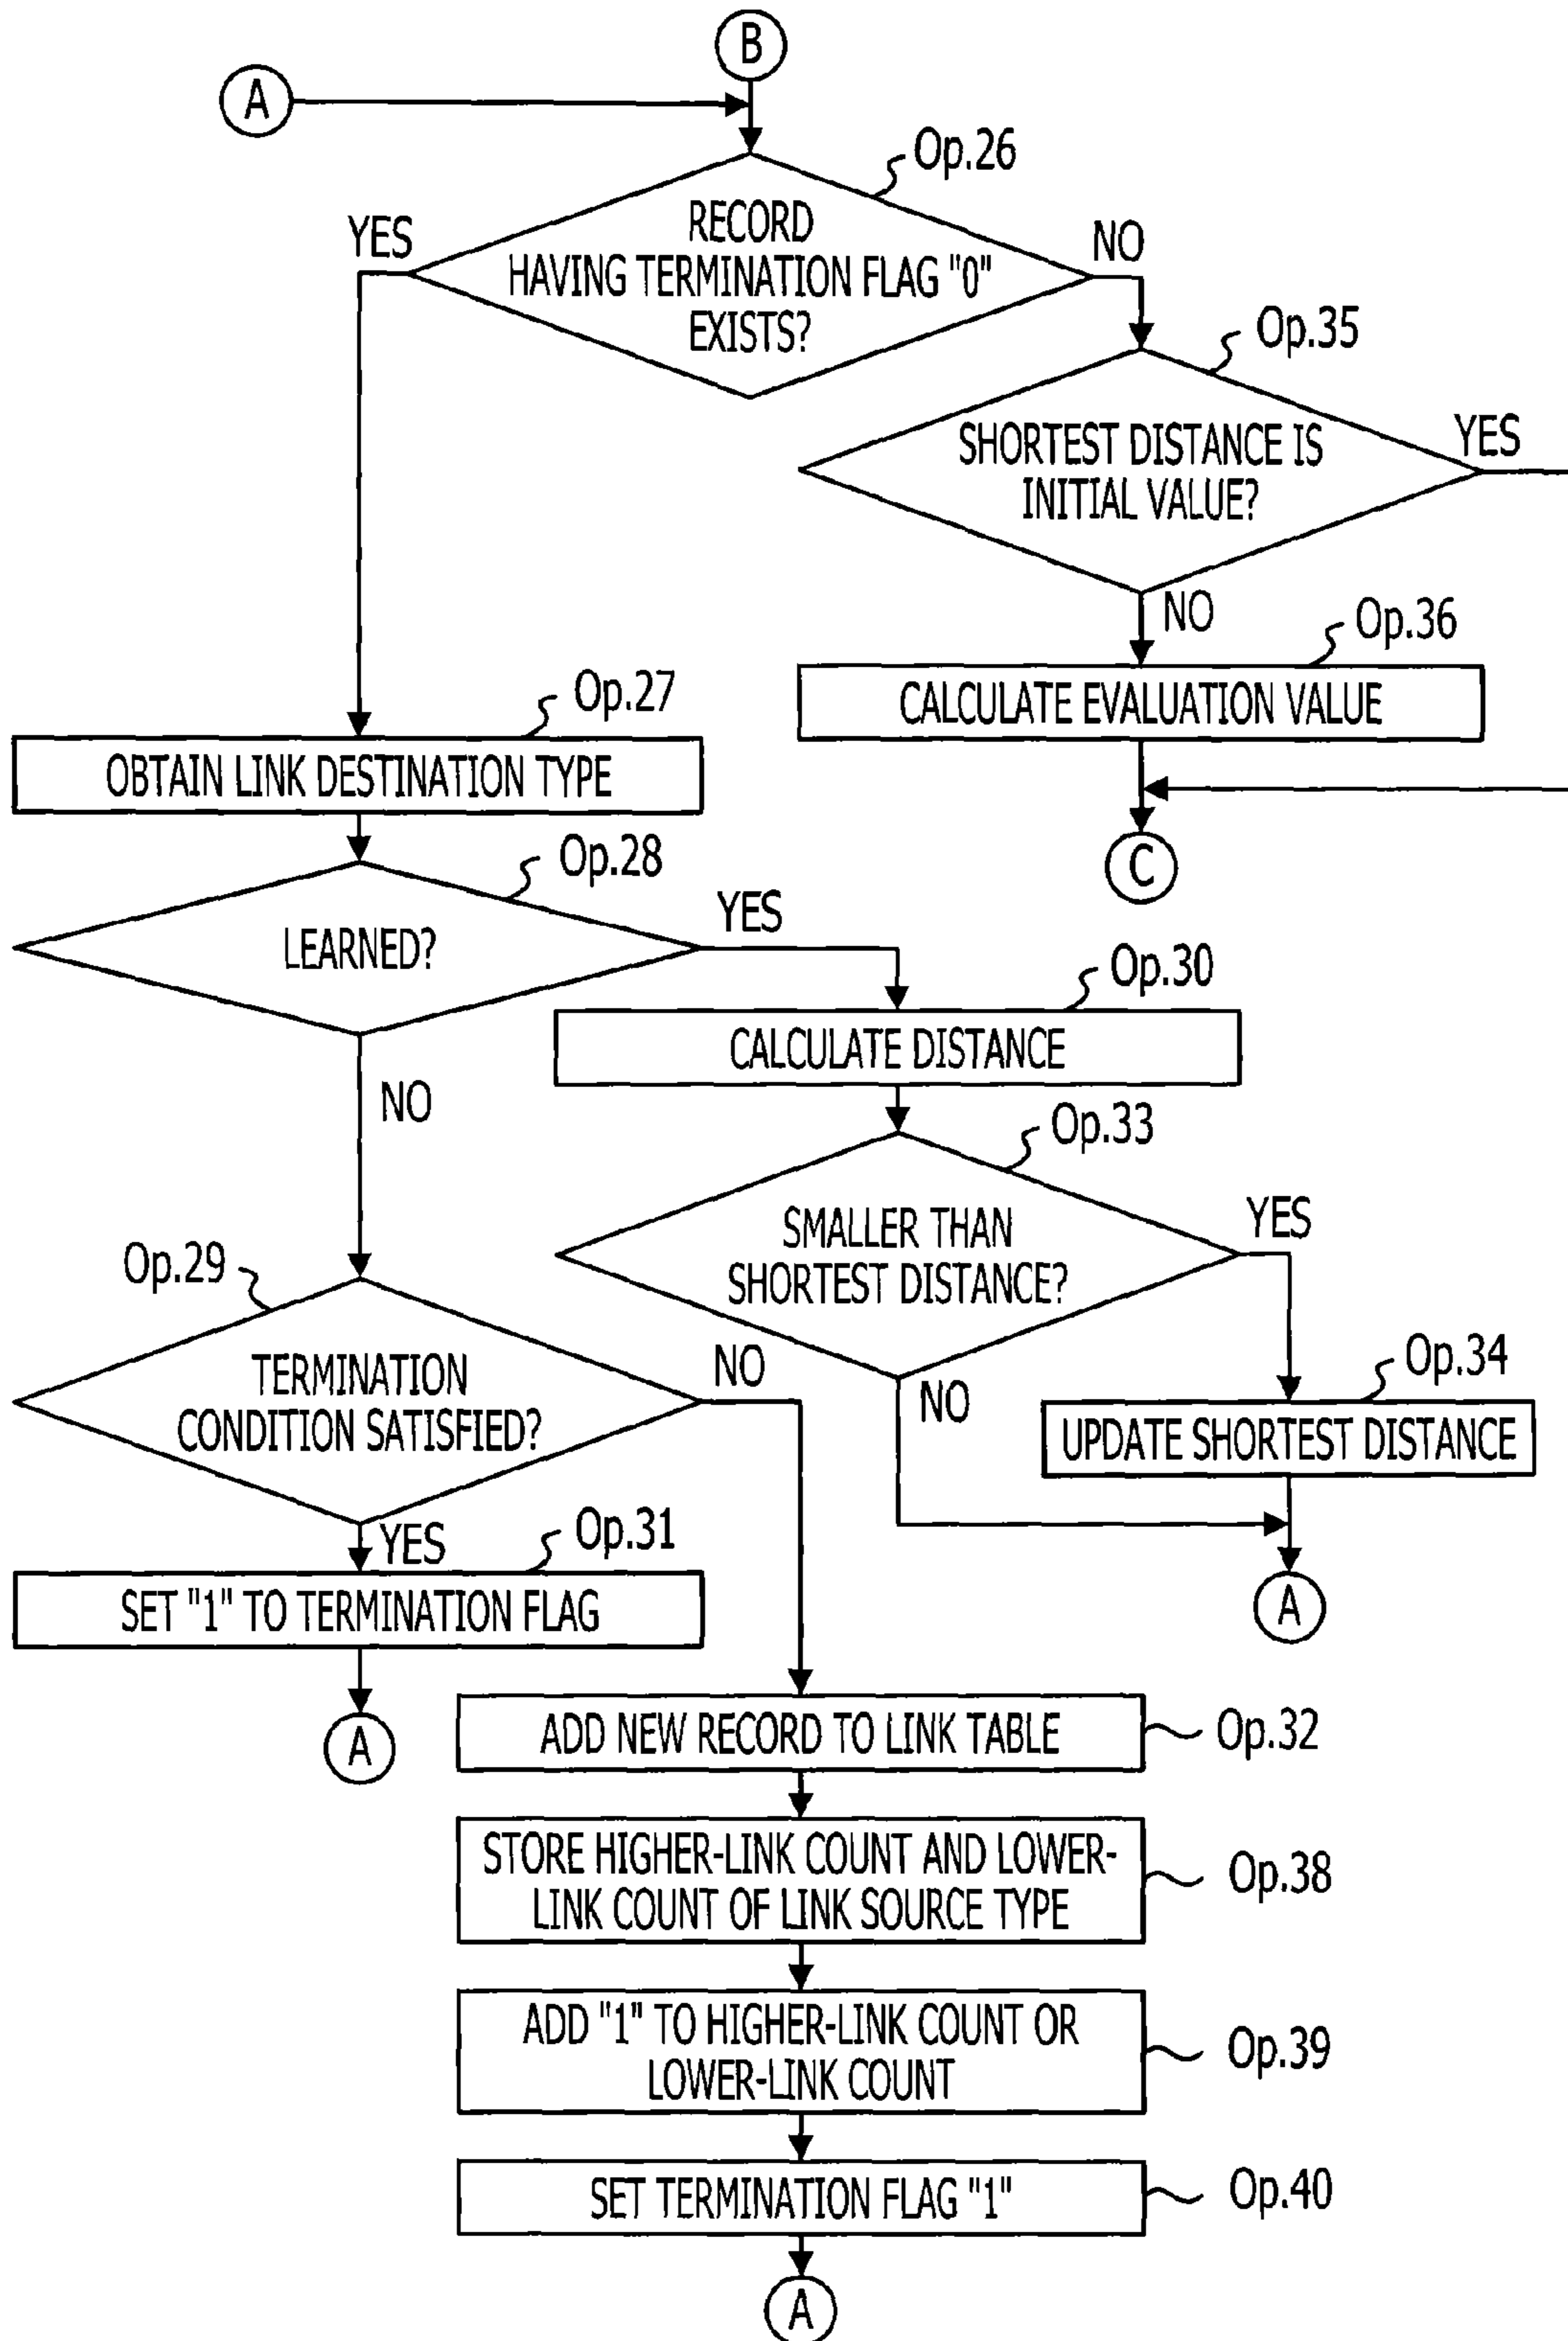 B
A
Op.26
RECORD
HAVING TERMINATION FLAG "0"
EXISTS?
YES
NO
Op.35
SHORTEST DISTANCE IS
INITIAL VALUE?
YES
NO
Op.36
CALCULATE EVALUATION VALUE
C
Op.27
OBTAIN LINK DESTINATION TYPE
Op.28
LEARNED?
YES
NO
Op.30
CALCULATE DISTANCE
Op.33
SMALLER THAN
SHORTEST DISTANCE?
YES
NO
Op.34
UPDATE SHORTEST DISTANCE
A
Op.29
TERMINATION
CONDITION SATISFIED?
NO
YES
Op.31
SET "1" TO TERMINATION FLAG
A
ADD NEW RECORD TO LINK TABLE
Op.32
STORE HIGHER-LINK COUNT AND LOWER-
LINK COUNT OF LINK SOURCE TYPE
Op.38
ADD "1" TO HIGHER-LINK COUNT OR
LOWER-LINK COUNT
Op.39
SET TERMINATION FLAG "1"
Op.40
A